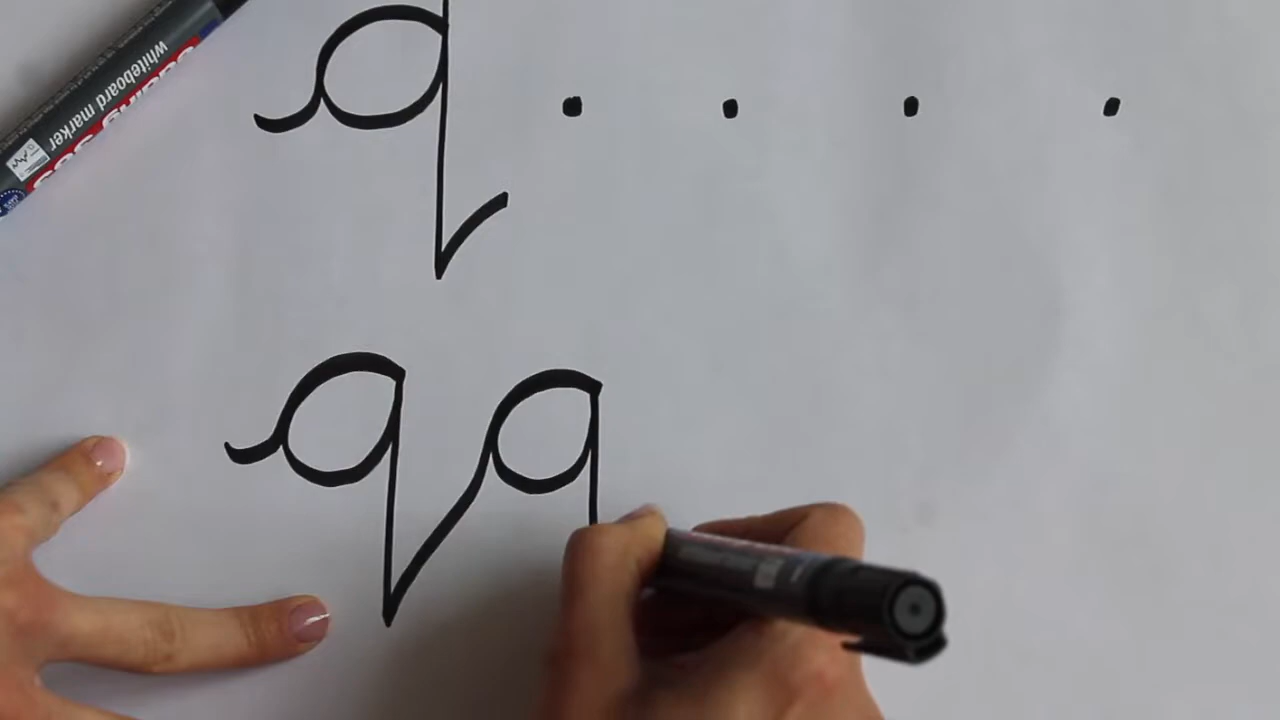 q . . . .
qq
whiteboard marker